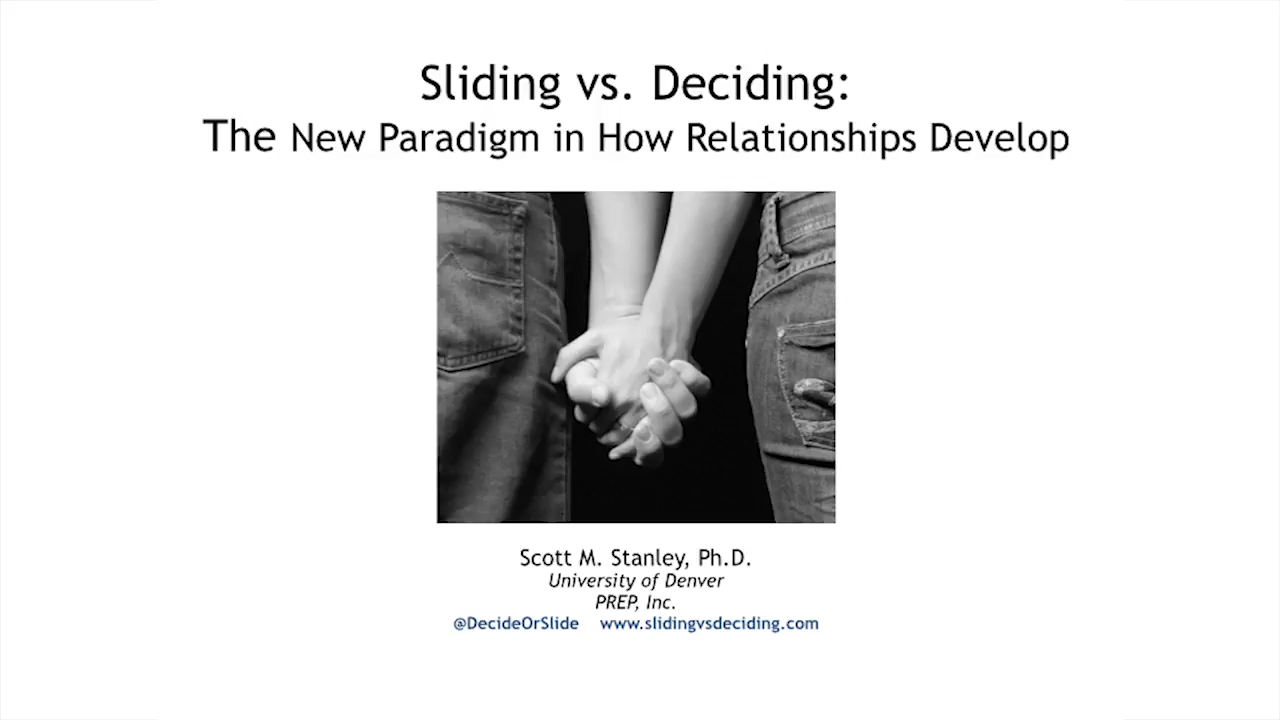 Sliding vs. Deciding:
The New Paradigm in How Relationships Develop
Scott M. Stanley, Ph.D.
University of Denver
PREP, Inc.
@DecideOrSlide www.slidingvsdeciding.com